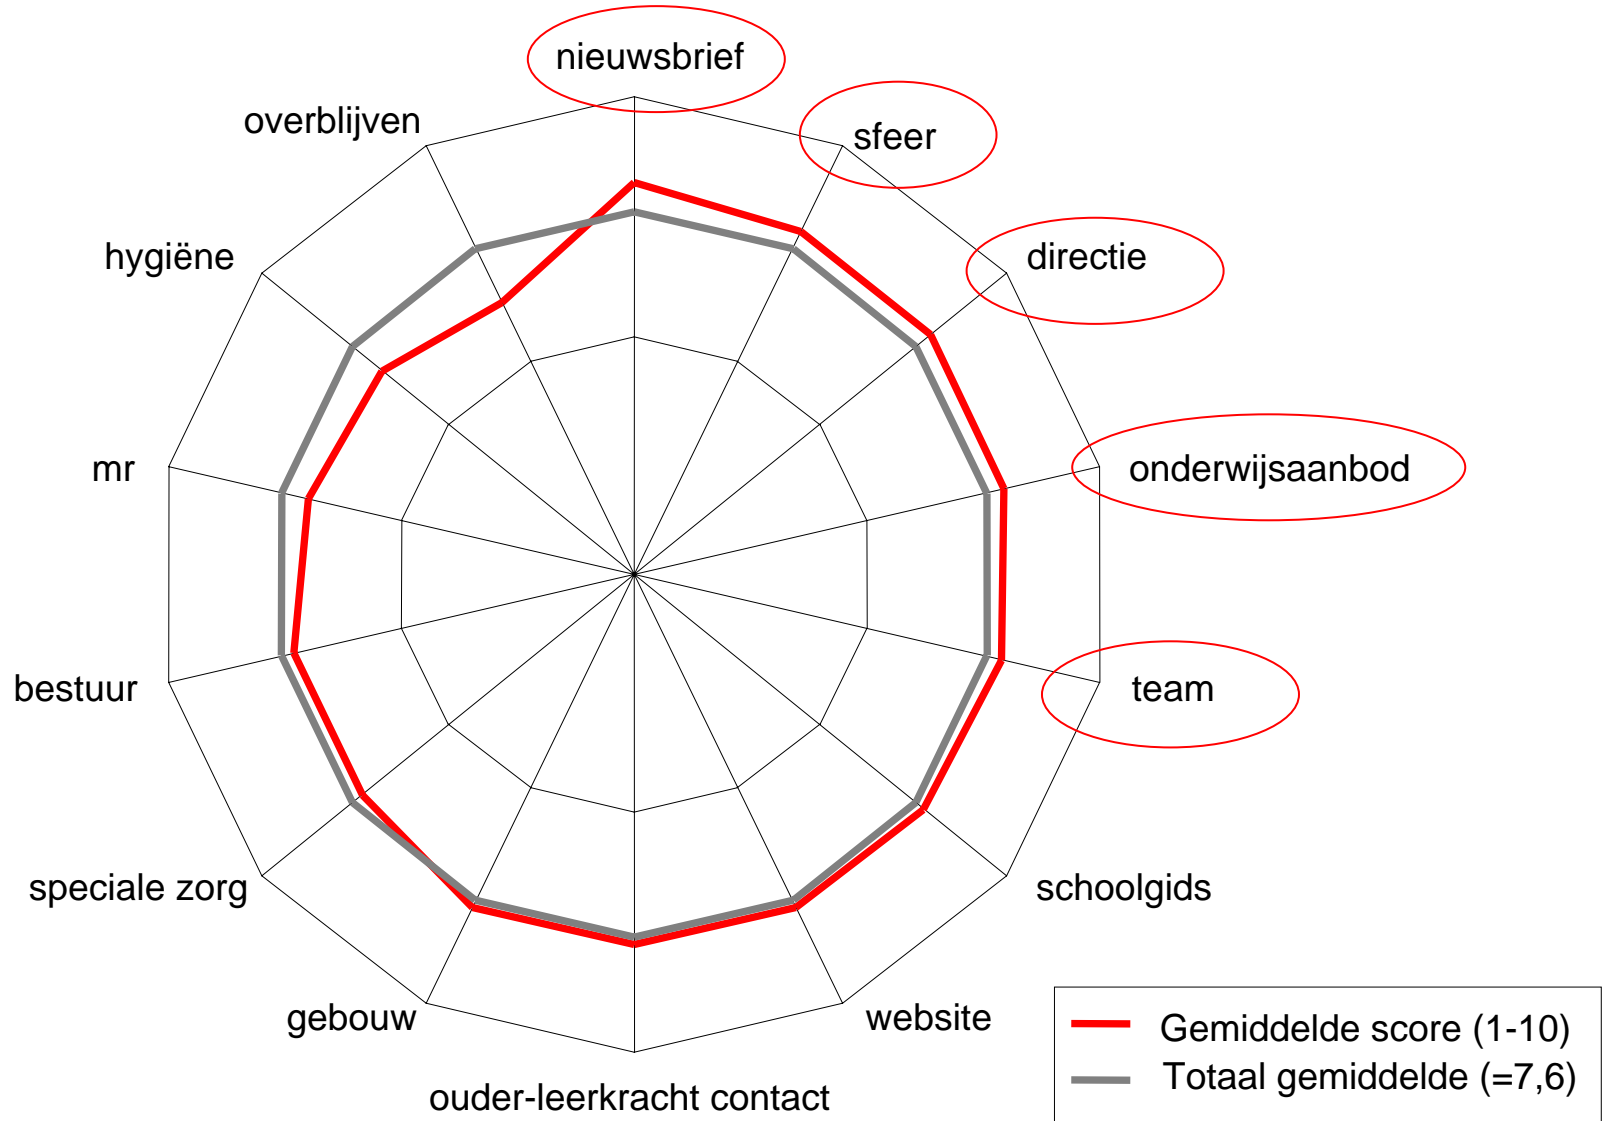 nieuwsbrief
sfeer
directie
onderwijsaanbod
team
schoolgids
website
ouder-leerkracht contact
gebouw
speciale zorg
bestuur
mr
hygiëne
overblijven
Gemiddelde score (1-10)
Totaal gemiddelde (=7,6)